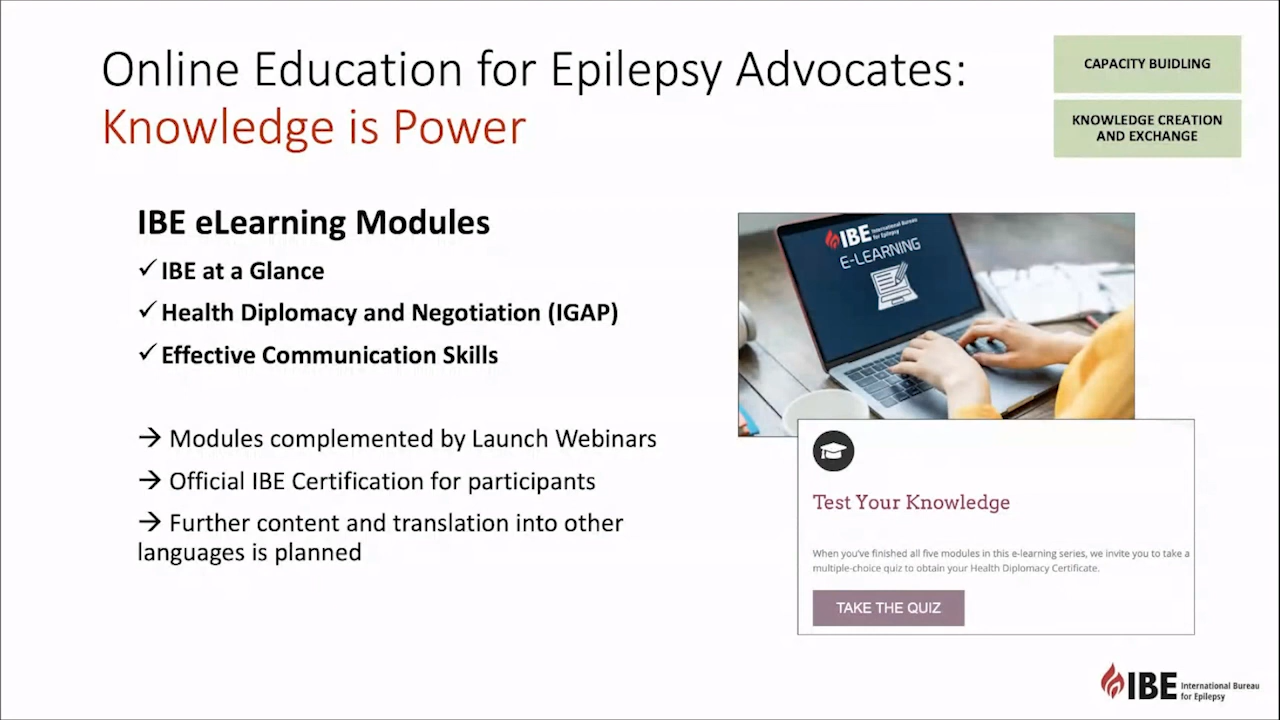 Online Education for Epilepsy Advocates:
Knowledge is Power
CAPACITY BUIDLING
KNOWLEDGE CREATION
AND EXCHANGE
IBE eLearning Modules
✓ IBE at a Glance
✓ Health Diplomacy and Negotiation (IGAP)
✓ Effective Communication Skills
→ Modules complemented by Launch Webinars
→ Official IBE Certification for participants
→ Further content and translation into other
languages is planned
IBE International Bureau
for Epilepsy
E-LEARNING
Test Your Knowledge
When you've finished all five modules in this e-learning series, we invite you to take a
multiple-choice quiz to obtain your Health Diplomacy Certificate.
TAKE THE QUIZ
IBE International Bureau
for Epilepsy